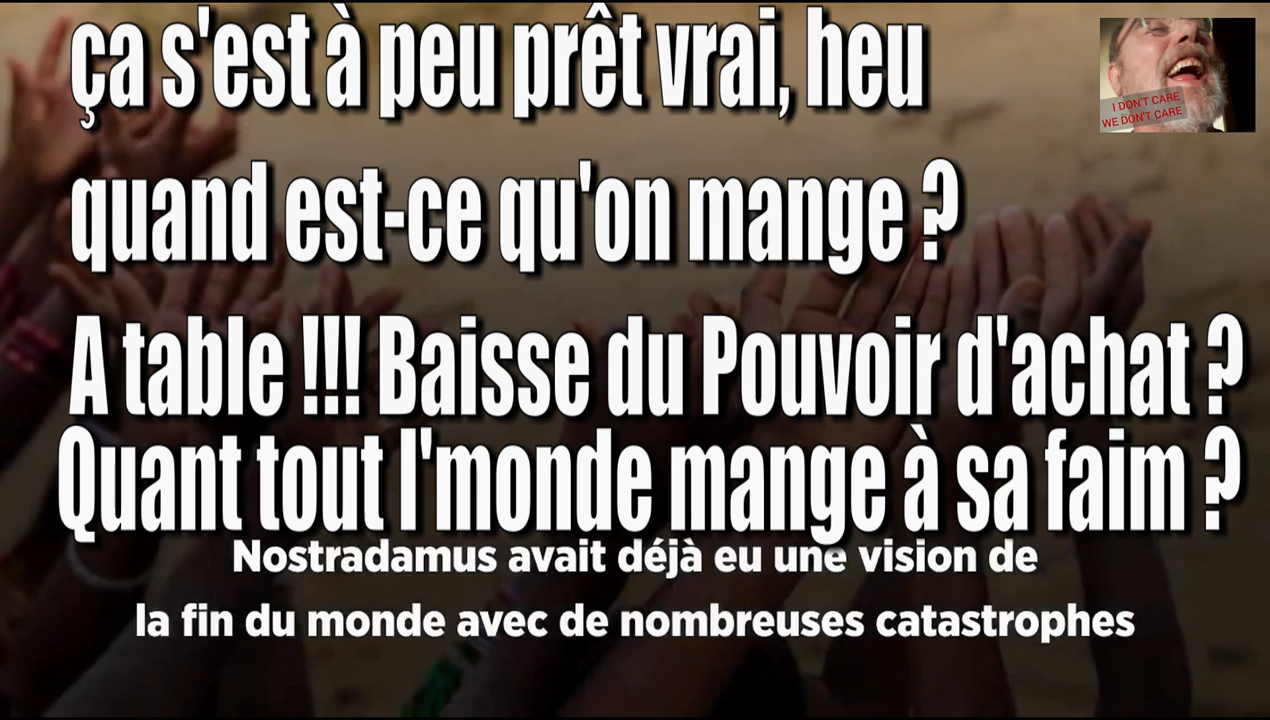 ça s'est à peu prêt vrai, heu
I DON'T CARE
WE DON'T CARE
quand est-ce qu'on mange ?
A table !!! Baisse du Pouvoir d'achat ?
Quant tout l'monde mange à sa faim ?
Nostradamus avait déjà eu une vision de
la fin du monde avec de nombreuses catastrophes